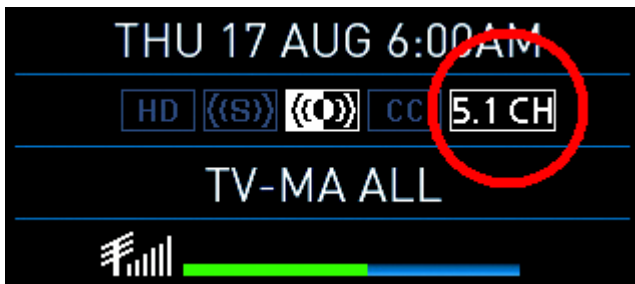 THU 17 AUG 6:00AM
HD ((S)) CC 5.1 CH
TV-MA ALL